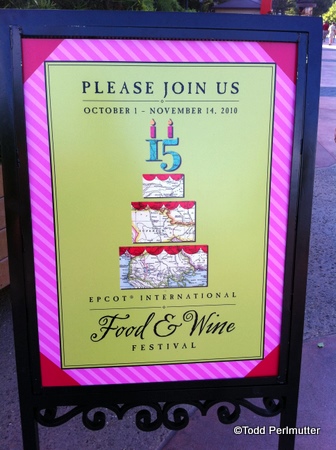 PLEASE JOIN US
OCTOBER 1 - NOVEMBER 14, 2010
15
EPCOT® INTERNATIONAL
Food & Wine
FESTIVAL
©Todd Perlmutter